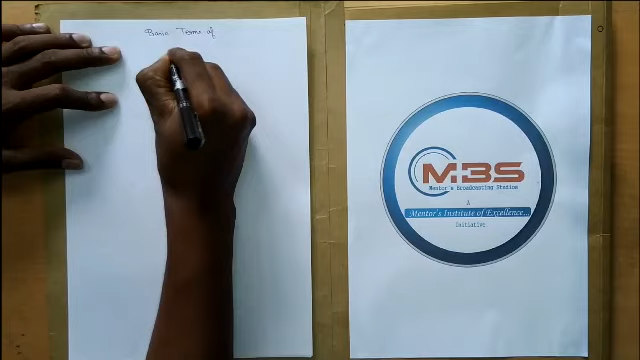 Basic Terms of
MBS
Mentor's Broadcasting Studios
A
Mentor's Institute of Excellence...
Initiative